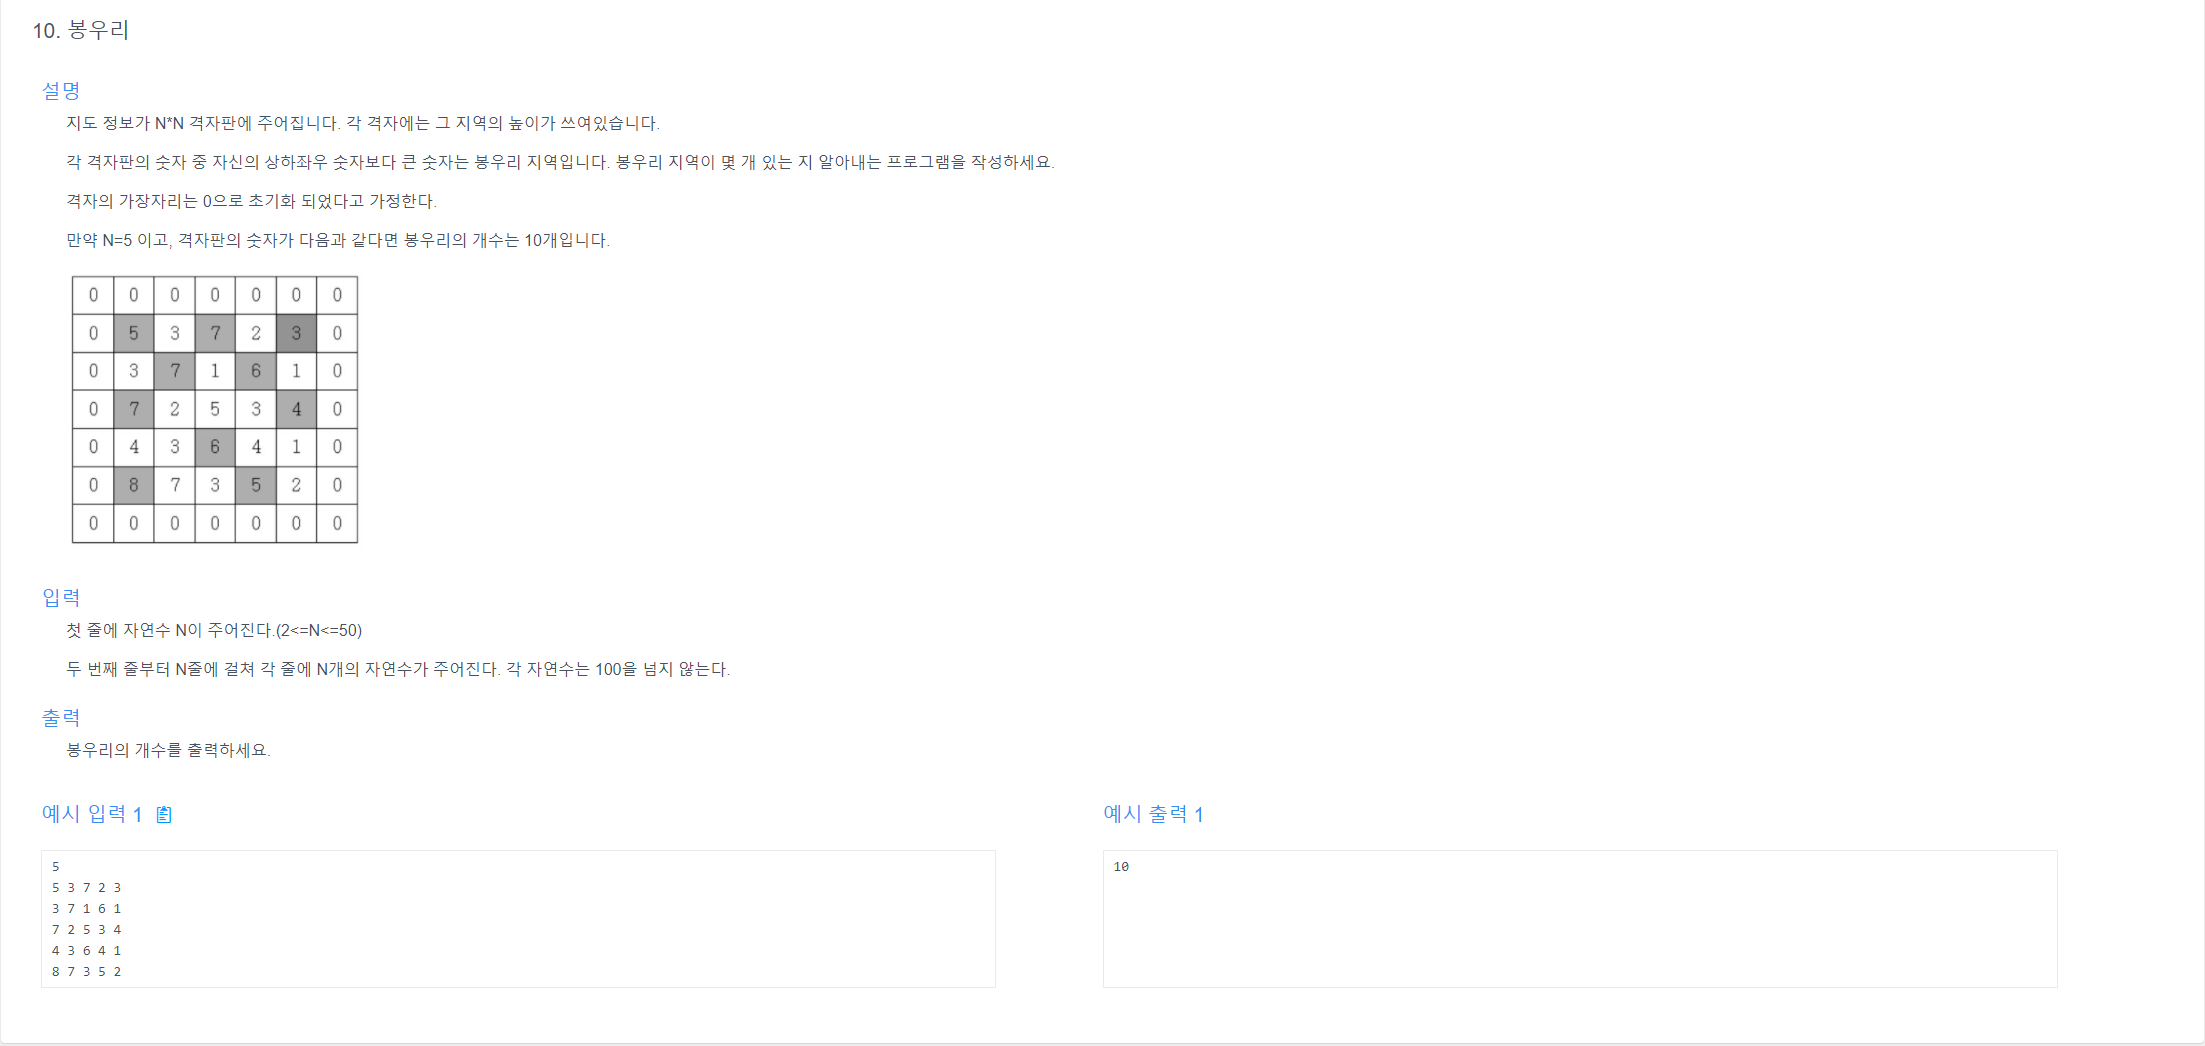 10. 봉우리
설명
지도 정보가 N*N 격자판에 주어집니다. 각 격자에는 그 지역의 높이가 쓰여있습니다.
각 격자판의 숫자 중 자신의 상하좌우 숫자보다 큰 숫자는 봉우리 지역입니다. 봉우리 지역이 몇 개 있는 지 알아내는 프로그램을 작성하세요.
격자의 가장자리는 0으로 초기화 되었다고 가정한다.
만약 N=5 이고, 격자판의 숫자가 다음과 같다면 봉우리의 개수는 10개입니다.
0 0 0 0 0 0 0
0 5 3 7 2 3 0
0 3 7 1 6 1 0
0 7 2 5 3 4 0
0 4 3 6 4 1 0
0 8 7 3 5 2 0
0 0 0 0 0 0 0
입력
첫 줄에 자연수 N이 주어진다.(2<=N<=50)
두 번째 줄부터 N줄에 걸쳐 각 줄에 N개의 자연수가 주어진다. 각 자연수는 100을 넘지 않는다.
출력
봉우리의 개수를 출력하세요.
예시 입력 1
5
5 3 7 2 3
3 7 1 6 1
7 2 5 3 4
4 3 6 4 1
8 7 3 5 2
예시 출력 1
10